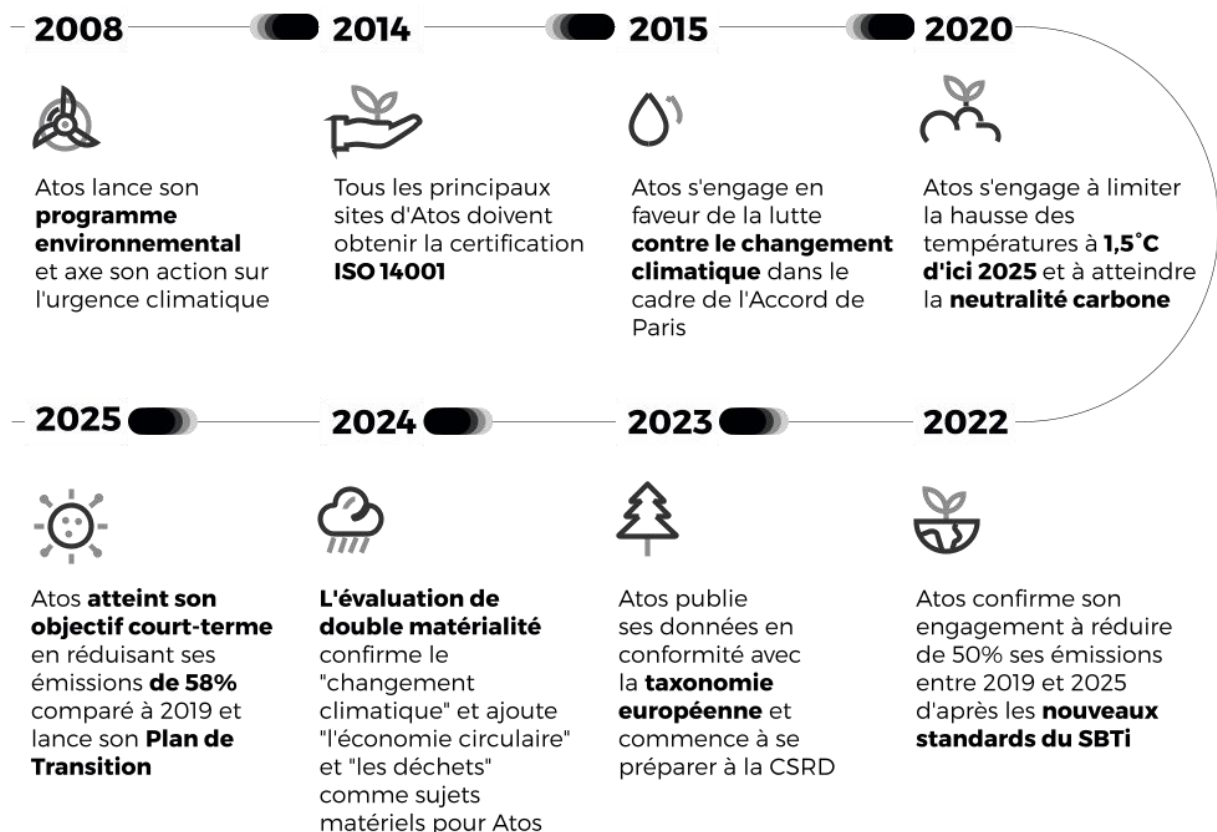 2008
Atos lance son
programme
environnemental
et axe son action sur
l'urgence climatique
2014
Tous les principaux
sites d'Atos doivent
obtenir la certification
ISO 14001
2015
Atos s'engage en
faveur de la lutte
contre le changement
climatique dans le
cadre de l'Accord de
Paris
2020
Atos s'engage à limiter
la hausse des
températures à 1,5˚C
d'ici 2025 et à atteindre
la neutralité carbone
2022
Atos confirme son
engagement à réduire
de 50% ses émissions
entre 2019 et 2025
d'après les nouveaux
standards du SBTi
2023
Atos publie
ses données en
conformité avec
la taxonomie
européenne et
commence à se
préparer à la CSRD
2024
L'évaluation de
double matérialité
confirme le
"changement
climatique" et ajoute
"l'économie circulaire"
et "les déchets"
comme sujets
matériels pour Atos
2025
Atos atteint son
objectif court-terme
en réduisant ses
émissions de 58%
comparé à 2019 et
lance son Plan de
Transition